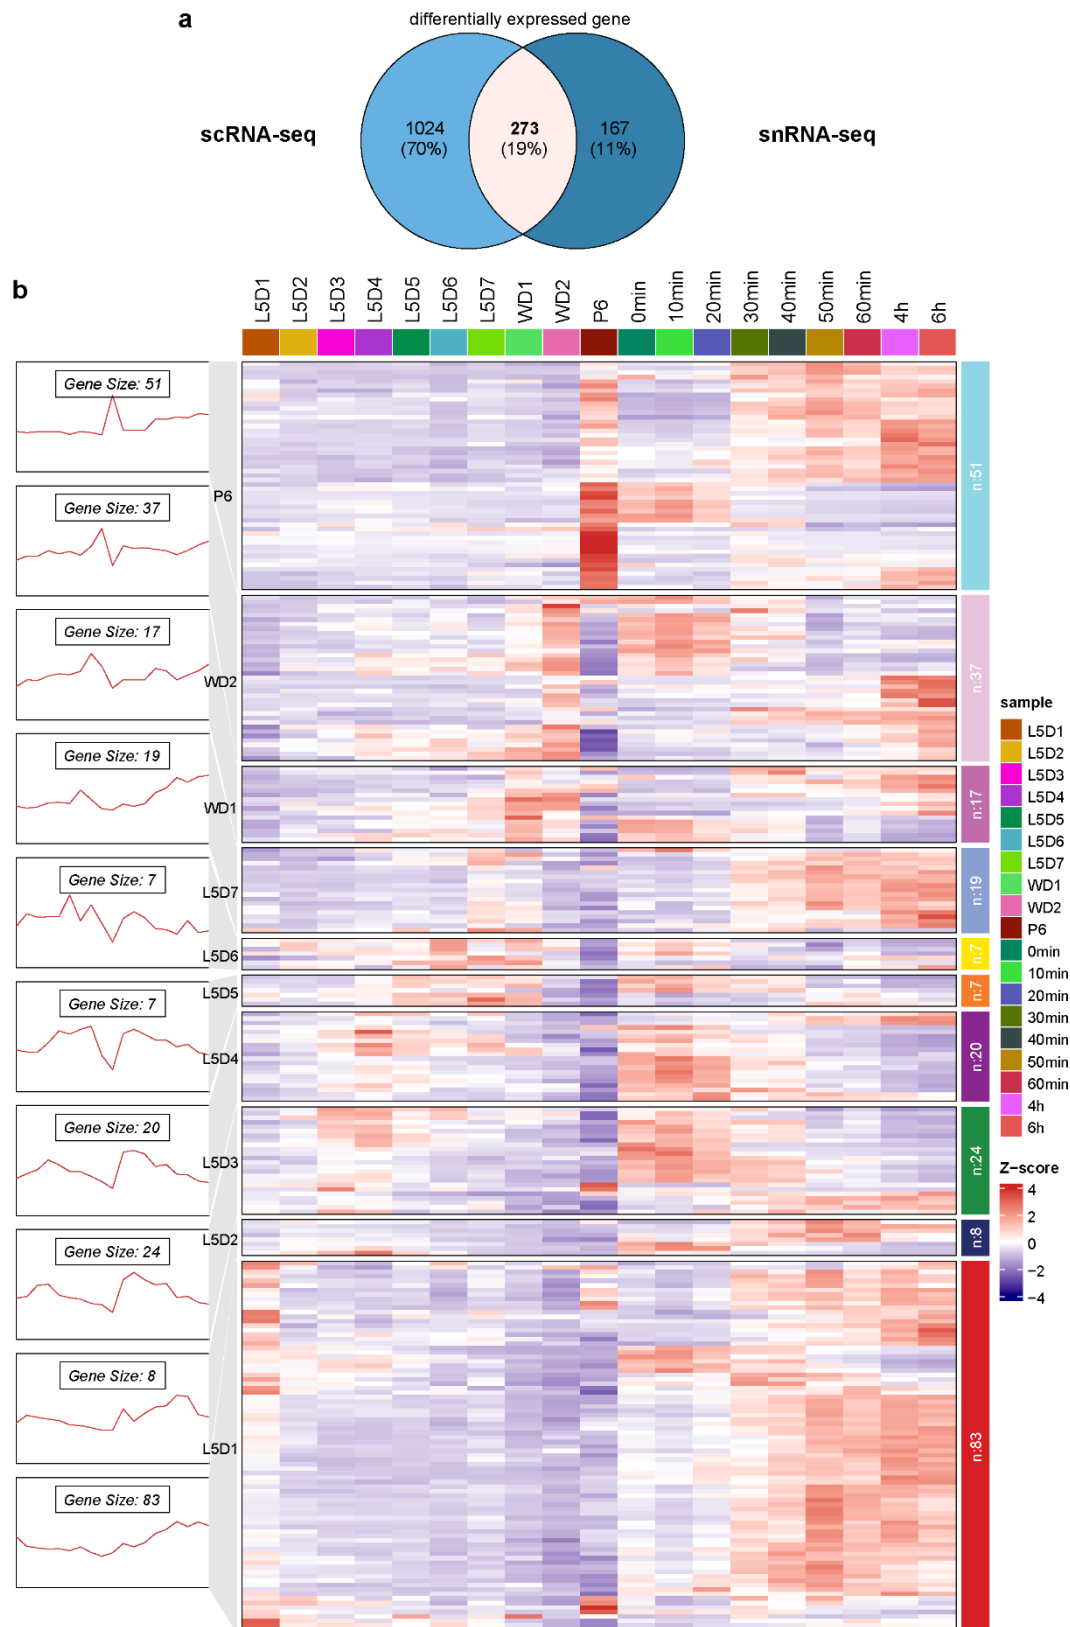 a
differentially expressed gene
scRNA-seq
1024
(70%)
273
(19%)
167
(11%)
snRNA-seq
b
L5D1
L5D2
L5D3
L5D4
L5D5
L5D6
L5D7
WD1
WD2
P6
0min
10min
20min
30min
40min
50min
60min
4h
6h
Gene Size: 51
Gene Size: 37
Gene Size: 17
Gene Size: 19
Gene Size: 7
Gene Size: 7
Gene Size: 20
Gene Size: 24
Gene Size: 8
Gene Size: 83
P6
WD2
WD1
L5D7
L5D6
L5D5
L5D4
L5D3
L5D2
L5D1
n:51
n:37
n:17
n:19
n:7
n:7
n:20
n:24
n:8
n:83
sample
L5D1
L5D2
L5D3
L5D4
L5D5
L5D6
L5D7
WD1
WD2
P6
0min
10min
20min
30min
40min
50min
60min
4h
6h
Z-score
4
2
0
−2
−4